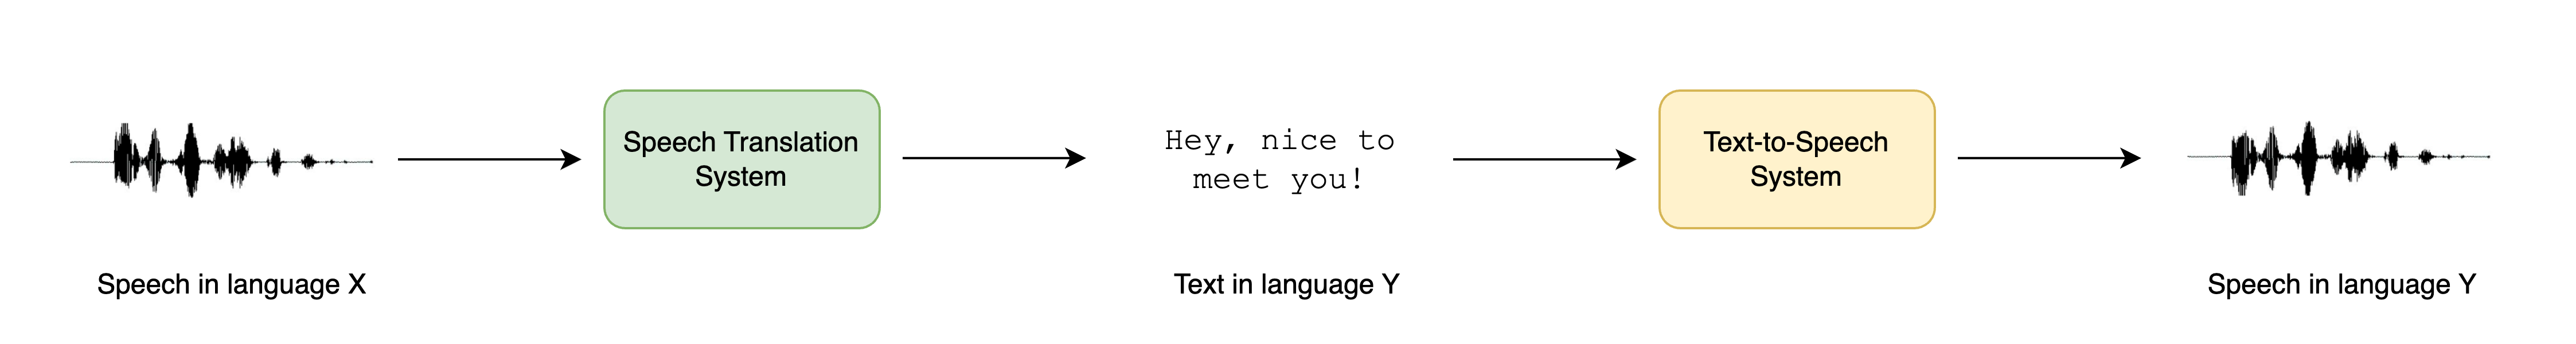 Speech Translation
System
Hey, nice to
meet you!
Text-to-Speech
System
Speech in language X
Text in language Y
Speech in language Y